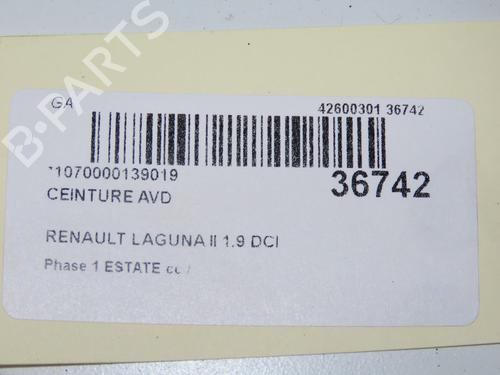 GA 42600301 36742
*1070000139019 36742
CEINTURE AVD
RENAULT LAGUNA II 1.9 DCI
Phase 1 ESTATE
B-PARTS